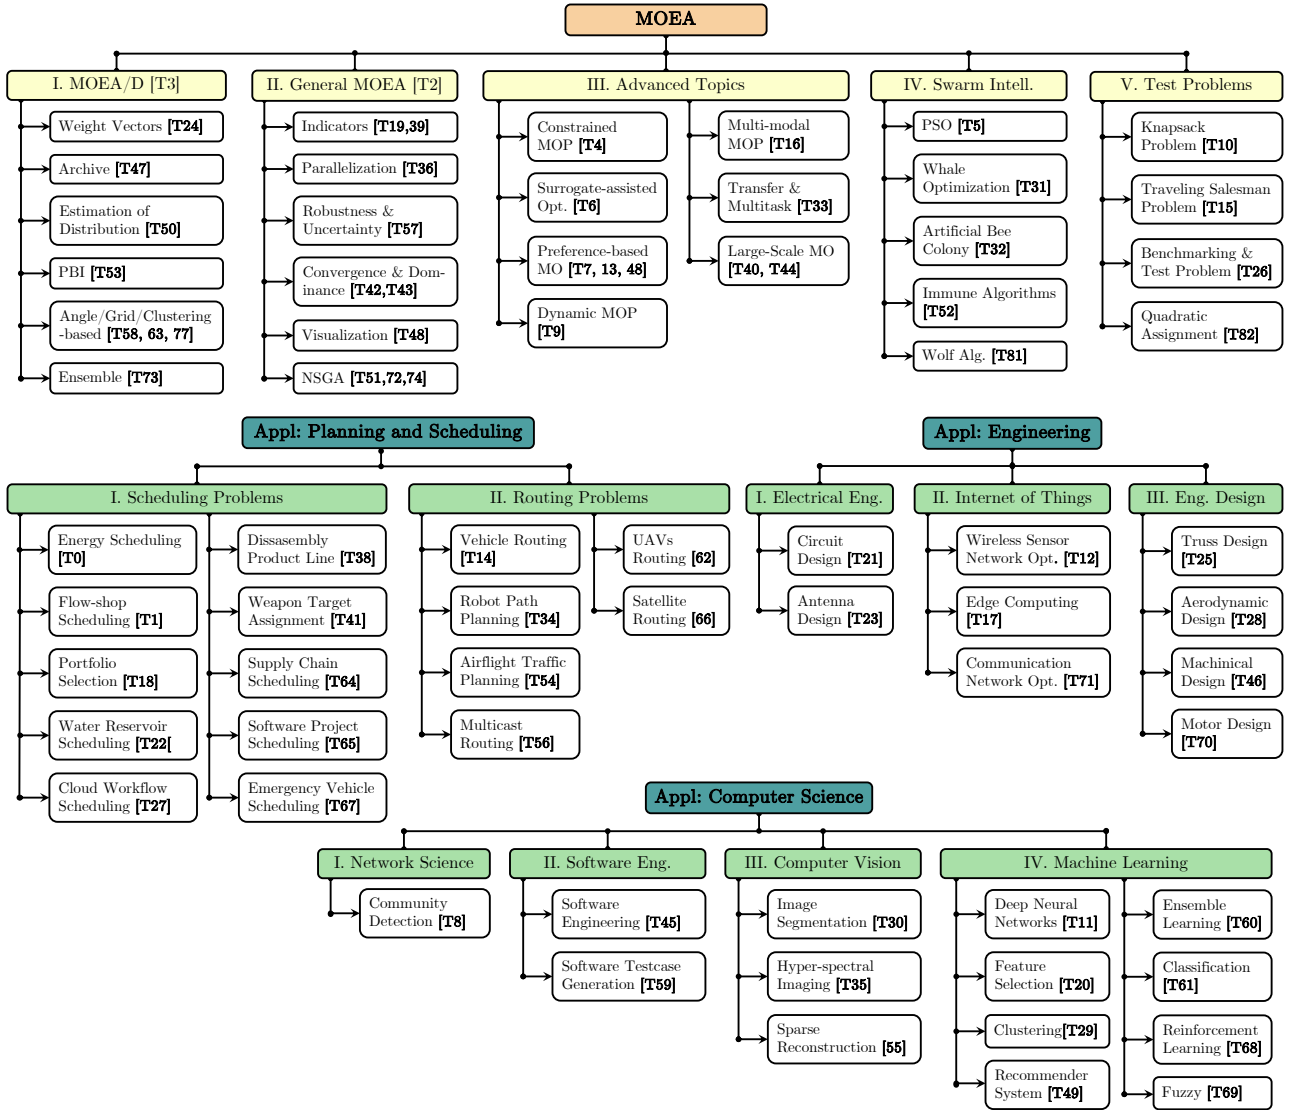 MOEA
I. MOEA/D [T3]
Weight Vectors [T24]
Archive [T47]
Estimation of
Distribution [T50]
PBI [T53]
Angle/Grid/Clustering
-based [T58, 63, 77]
Ensemble [T73]
II. General MOEA [T2]
Indicators [T19,39]
Parallelization [T36]
Robustness &
Uncertainty [T57]
Convergence & Dom-
inance [T42,T43]
Visualization [T48]
NSGA [T51,72,74]
III. Advanced Topics
Constrained
MOP [T4]
Surrogate-assisted
Opt. [T6]
Preference-based
MO [T7, 13, 48]
Dynamic MOP
[T9]
Multi-modal
MOP [T16]
Transfer &
Multitask [T33]
Large-Scale MO
[T40, T44]
IV. Swarm Intell.
PSO [T5]
Whale
Optimization [T31]
Artificial Bee
Colony [T32]
Immune Algorithms
[T52]
Wolf Alg. [T81]
V. Test Problems
Knapsack
Problem [T10]
Traveling Salesman
Problem [T15]
Benchmarking &
Test Problem [T26]
Quadratic
Assignment [T82]
Appl: Planning and Scheduling
I. Scheduling Problems
Energy Scheduling
[T0]
Flow-shop
Scheduling [T1]
Portfolio
Selection [T18]
Water Reservoir
Scheduling [T22[
Cloud Workflow
Scheduling [T27]
Dissasembly
Product Line [T38]
Weapon Target
Assignment [T41]
Supply Chain
Scheduling [T64]
Software Project
Scheduling [T65]
Emergency Vehicle
Scheduling [T67]
II. Routing Problems
Vehicle Routing
[T14]
Robot Path
Planning [T34]
Airflight Traffic
Planning [T54]
Multicast
Routing [T56]
UAVs
Routing [62]
Satellite
Routing [66]
Appl: Engineering
I. Electrical Eng.
Circuit
Design [T21]
Antenna
Design [T23]
II. Internet of Things
Wireless Sensor
Network Opt. [T12]
Edge Computing
[T17]
Communication
Network Opt. [T71]
III. Eng. Design
Truss Design
[T25]
Aerodynamic
Design [T28]
Machinical
Design [T46]
Motor Design
[T70]
Appl: Computer Science
I. Network Science
Community
Detection [T8]
II. Software Eng.
Software
Engineering [T45]
Software Testcase
Generation [T59]
III. Computer Vision
Image
Segmentation [T30]
Hyper-spectral
Imaging [T35]
Sparse
Reconstruction [55]
IV. Machine Learning
Deep Neural
Networks [T11]
Feature
Selection [T20]
Clustering[T29]
Recommender
System [T49]
Ensemble
Learning [T60]
Classification
[T61]
Reinforcement
Learning [T68]
Fuzzy [T69]